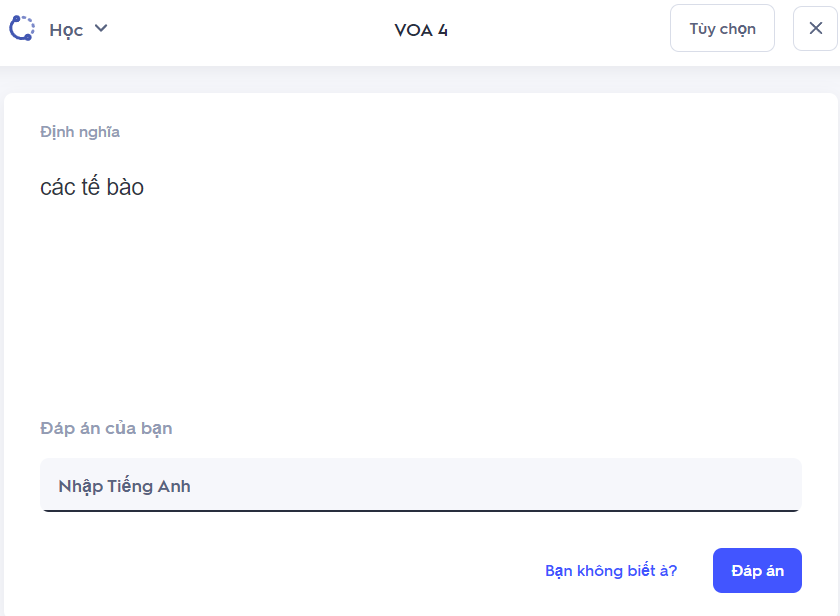 Học
VOA 4
Tùy chọn
Định nghĩa
các tế bào
Đáp án của bạn
Nhập Tiếng Anh
Bạn không biết à?
Đáp án